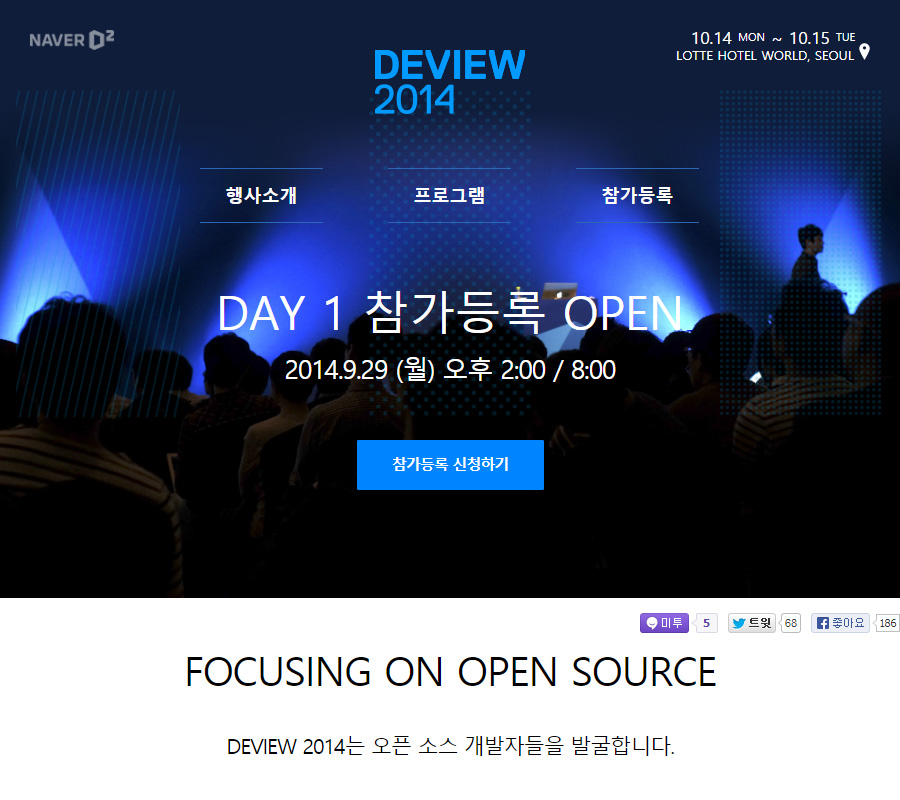 NAVER D2
10.14 MON ~ 10.15 TUE
LOTTE HOTEL WORLD, SEOUL
DEVIEW
2014
행사소개
프로그램
참가등록
DAY 1 참가등록 OPEN
2014.9.29 (월) 오후 2:00 / 8:00
참가등록 신청하기
미투 5
트윗 68
좋아요 186
FOCUSING ON OPEN SOURCE
DEVIEW 2014는 오픈 소스 개발자들을 발굴합니다.